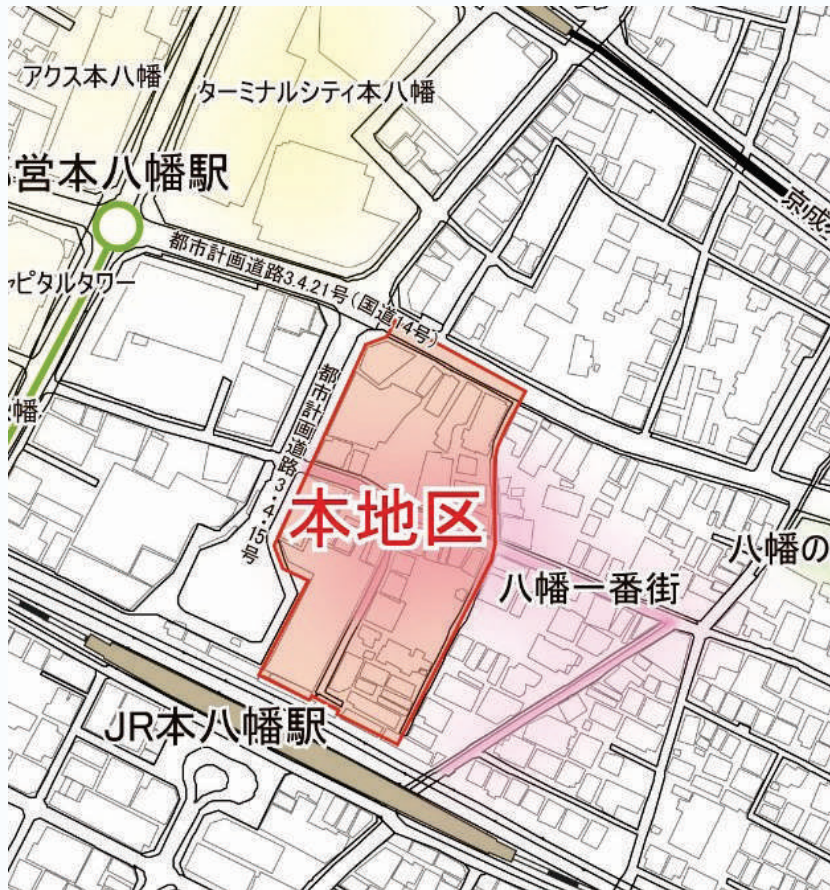 アクス本八幡
ターミナルシティ本八幡
営本八幡駅
都市計画道路3.4.21号(国道14号)
京成
ャピタルタワー
都市計画道路3・4・15号
幡
本地区
八幡の
八幡一番街
JR本八幡駅